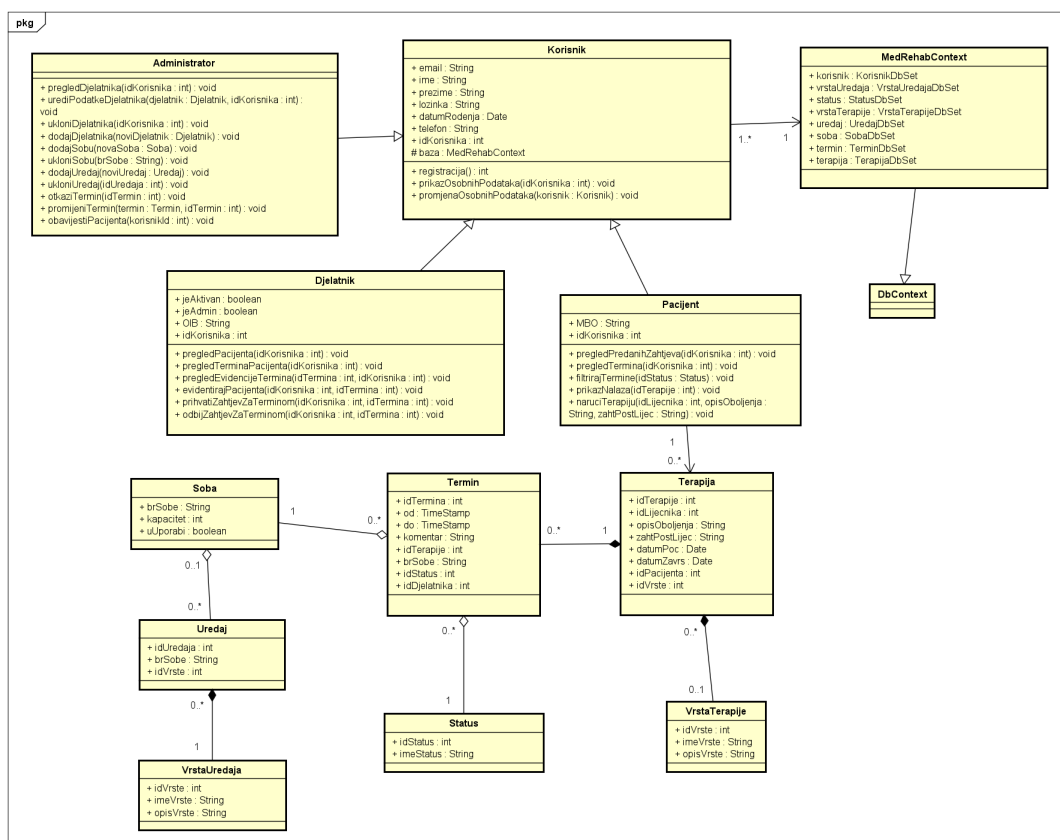 pkg
Administrator
+ pregledDjelatnika(idKorisnika : int) : void
+ urediPodatkeDjelatnika(djelatnik : Djelatnik, idKorisnika : int) :
void
+ ukloniDjelatnika(idKorisnika : int) : void
+ dodajDjelatnika(noviDjelatnik : Djelatnik) : void
+ dodajSobu(novaSoba : Soba) : void
+ ukloniSobu(brSobe : String) : void
+ dodajUredaj(noviUredaj : Uredaj) : void
+ ukloniUredaj(idUredaja : int) : void
+ otkaziTermin(idTermin : int) : void
+ promijeniTermin(termin : Termin, idTermin : int) : void
+ obavijestiPacijenta(korisnikId : int) : void
Korisnik
+ email : String
+ ime : String
+ prezime : String
+ lozinka : String
+ datumRodenja : Date
+ telefon : String
+ idKorisnika : int
# baza : MedRehabContext
+ registracija() : int
+ prikazOsobnihPodataka(idKorisnika : int) : void
+ promjenaOsobnihPodataka(korisnik : Korisnik) : void
1..*
1
MedRehabContext
+ korisnik : KorisnikDbSet
+ vrstaUredaja : VrstaUredajaDbSet
+ status : StatusDbSet
+ vrstaTerapije : VrstaTerapijeDbSet
+ uredaj : UredajDbSet
+ soba : SobaDbSet
+ termin : TerminDbSet
+ terapija : TerapijaDbSet
DbContext
Djelatnik
+ jeAktivan : boolean
+ jeAdmin : boolean
+ OIB : String
+ idKorisnika : int
+ pregledPacijenta(idKorisnika : int) : void
+ pregledTerminaPacijenta(idKorisnika : int) : void
+ pregledEvidencijeTermina(idTermina : int, idKorisnika : int) : void
+ evidentirajPacijenta(idKorisnika : int, idTermina : int) : void
+ prihvatiZahtjevZaTerminom(idKorisnika : int, idTermina : int) : void
+ odbijZahtjevZaTerminom(idKorisnika : int, idTermina : int) : void
Pacijent
+ MBO : String
+ idKorisnika : int
+ pregledPredanihZahtjeva(idKorisnika : int) : void
+ pregledTermina(idKorisnika : int) : void
+ filtrirajTermine(idStatus : Status) : void
+ prikazNalaza(idTerapije : int) : void
+ naruciTerapiju(idLijecnika : int, opisOboljenja :
String, zahtPostLijec : String) : void
1
0..*
Soba
+ brSobe : String
+ kapacitet : int
+ uUporabi : boolean
1
0..*
Termin
+ idTermina : int
+ od : TimeStamp
+ do : TimeStamp
+ komentar : String
+ idTerapije : int
+ brSobe : String
+ idStatus : int
+ idDjelatnika : int
0..*
1
Terapija
+ idTerapije : int
+ idLijecnika : int
+ opisOboljenja : String
+ zahtPostLijec : String
+ datumPoc : Date
+ datumZavrs : Date
+ idPacijenta : int
+ idVrste : int
0..1
0..*
Uredaj
+ idUredaja : int
+ brSobe : String
+ idVrste : int
0..*
1
VrstaUredaja
+ idVrste : int
+ imeVrste : String
+ opisVrste : String
0..*
1
Status
+ idStatus : int
+ imeStatus : String
0..*
0..1
VrstaTerapije
+ idVrste : int
+ imeVrste : String
+ opisVrste : String